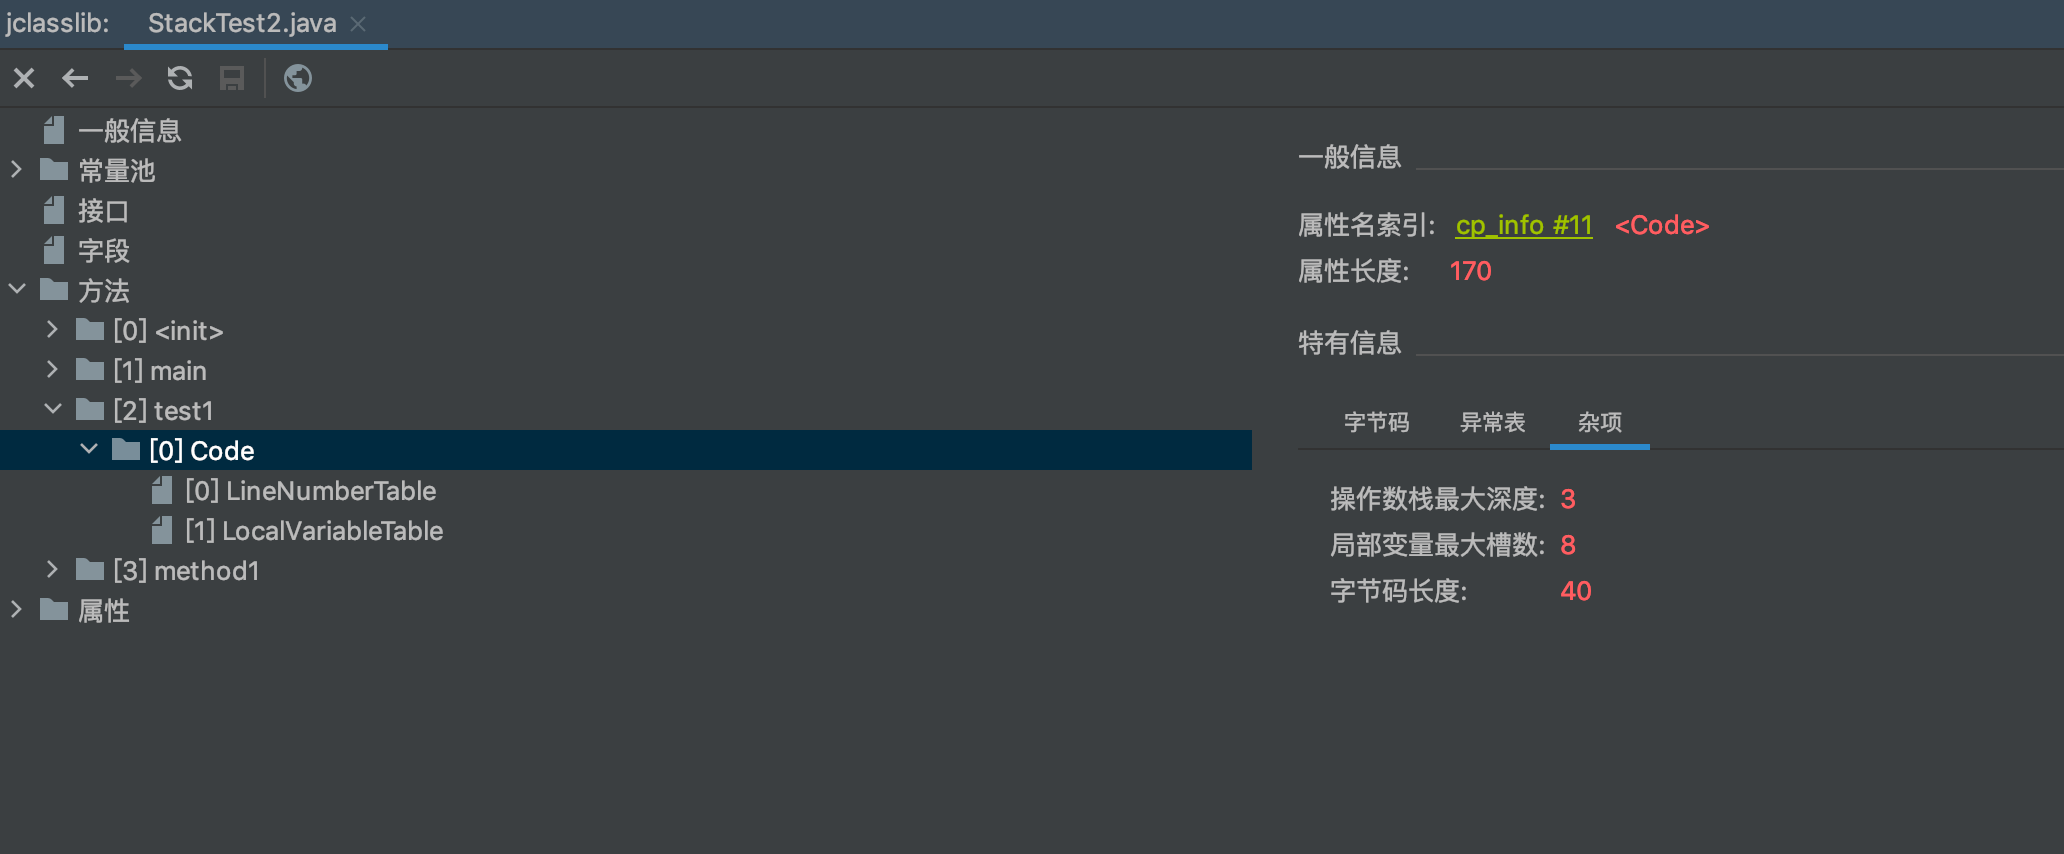 jclasslib: StackTest2.java
一般信息
常量池
接口
字段
方法
[0] <init>
[1] main
[2] test1
[0] Code
[0] LineNumberTable
[1] LocalVariableTable
[3] method1
属性
一般信息
属性名索引: cp_info #11 <Code>
属性长度: 170
特有信息
字节码 异常表 杂项
操作数栈最大深度: 3
局部变量最大槽数: 8
字节码长度: 40